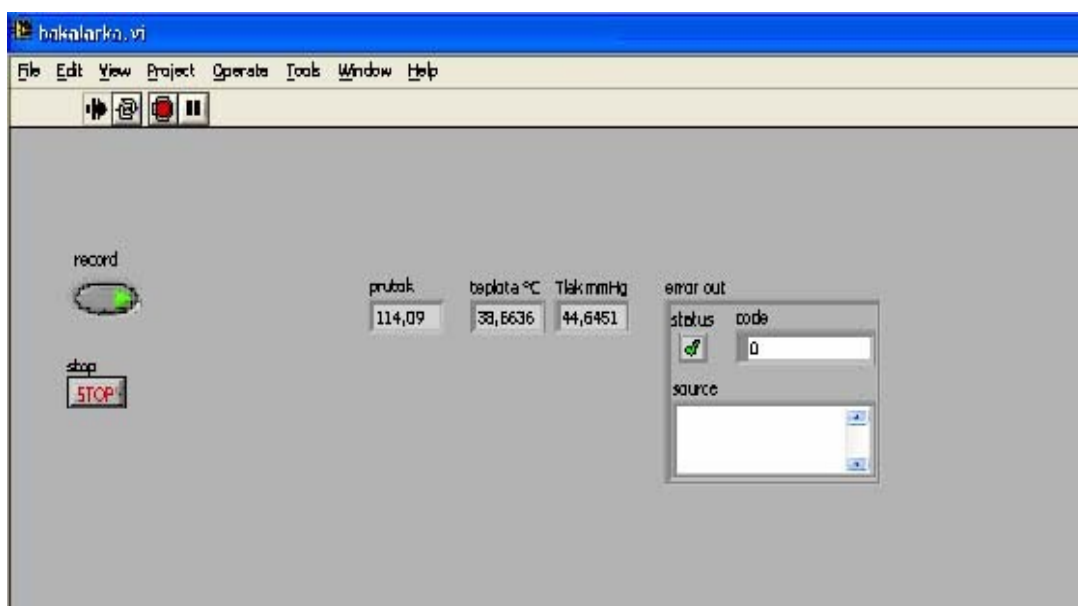 bakalarka.vi
File Edit View Project Operate Tools Window Help
record
prutok teplota °C Tlak mmHg error out
114,09 38,6636 44,6451 status code
0
stop
STOP
source